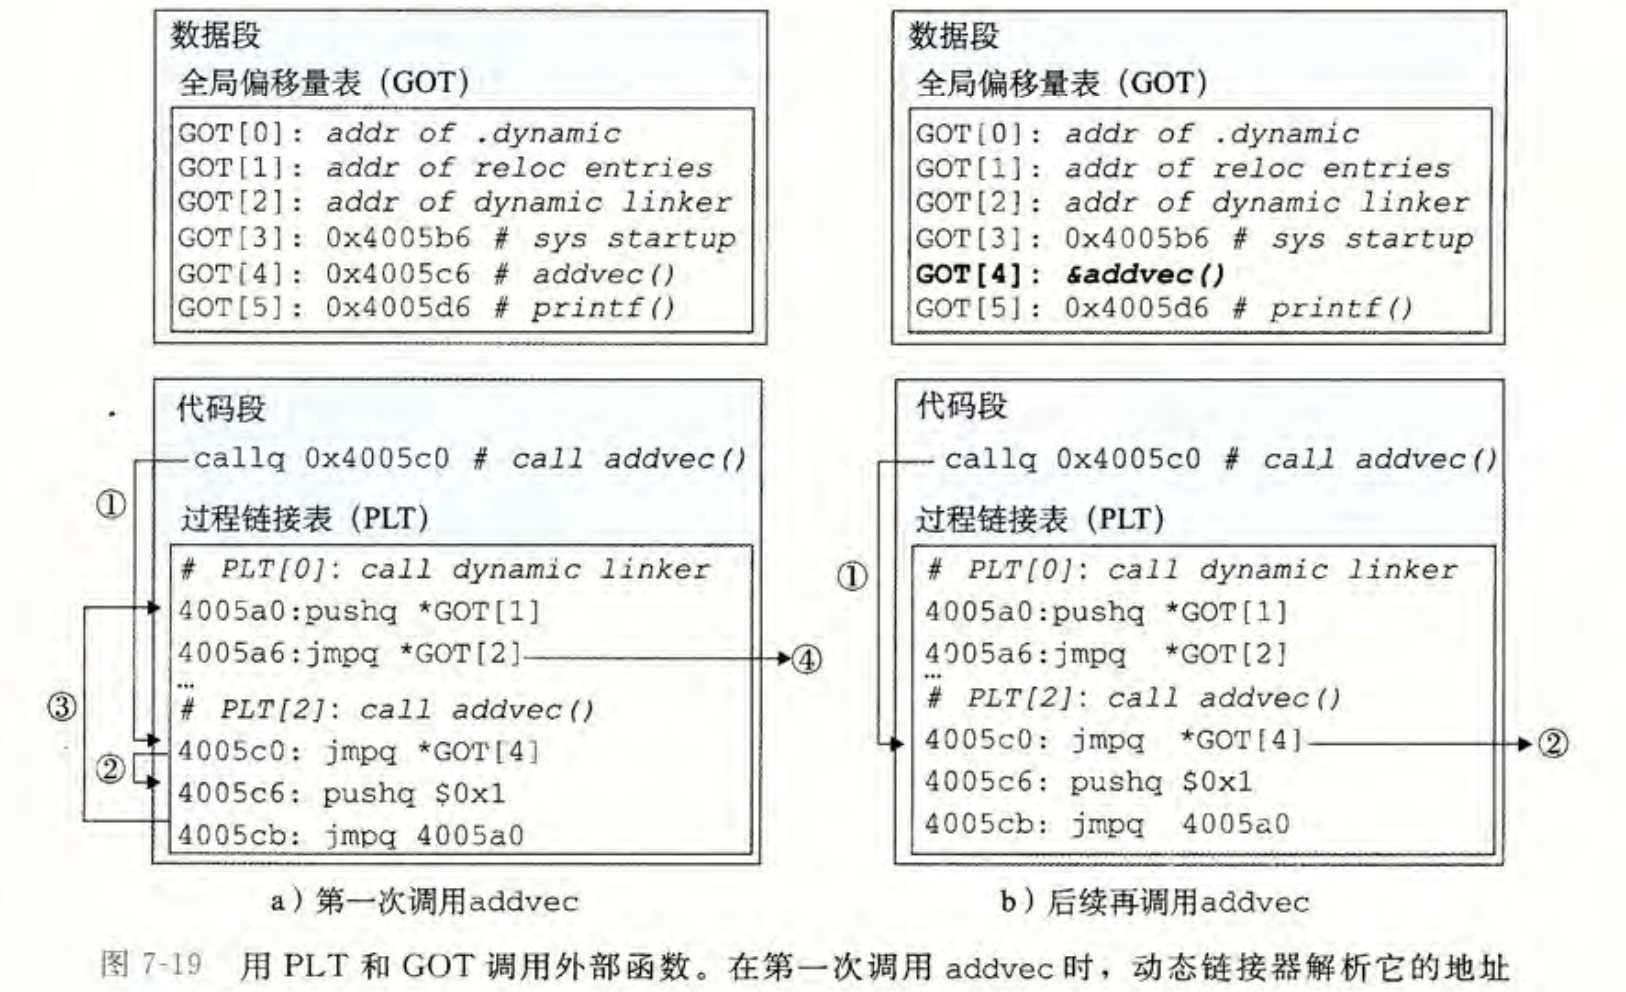 数据段
全局偏移量表（GOT）
GOT[0]: addr of .dynamic
GOT[1]: addr of reloc entries
GOT[2]: addr of dynamic linker
GOT[3]: 0x4005b6 # sys startup
GOT[4]: 0x4005c6 # addvec()
GOT[5]: 0x4005d6 # printf()
代码段
callq 0x4005c0 # call addvec()
①
过程链接表（PLT）
# PLT[0]: call dynamic linker
4005a0:pushq *GOT[1]
4005a6:jmpq *GOT[2]
④
…
③
# PLT[2]: call addvec()
4005c0: jmpq *GOT[4]
②
4005c6: pushq $0x1
4005cb: jmpq 4005a0
a）第一次调用addvec
数据段
全局偏移量表（GOT）
GOT[0]: addr of .dynamic
GOT[1]: addr of reloc entries
GOT[2]: addr of dynamic linker
GOT[3]: 0x4005b6 # sys startup
GOT[4]: &addvec()
GOT[5]: 0x4005d6 # printf()
代码段
callq 0x4005c0 # call addvec()
过程链接表（PLT）
①
# PLT[0]: call dynamic linker
4005a0:pushq *GOT[1]
4005a6:jmpq *GOT[2]
…
# PLT[2]: call addvec()
4005c0: jmpq *GOT[4]
②
4005c6: pushq $0x1
4005cb: jmpq 4005a0
b）后续再调用addvec
图 7-19 用 PLT 和 GOT 调用外部函数。在第一次调用 addvec 时，动态链接器解析它的地址